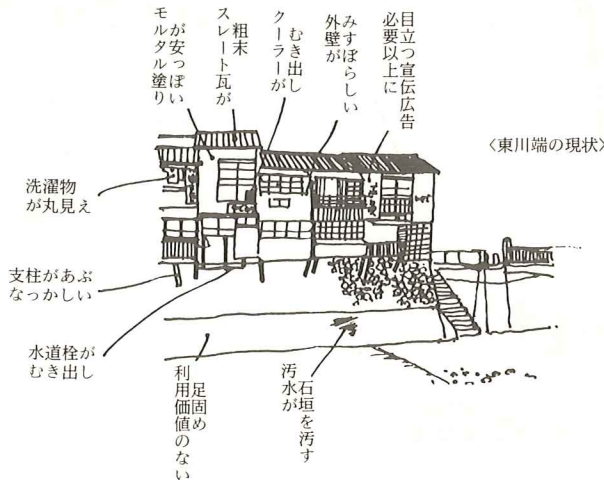 〈東川端の現状〉
モルタル塗り
が安っぽい
スレート瓦が
粗末
クーラーが
むき出し
外壁が
みすぼらしい
必要以上に
目立つ宣伝広告
洗濯物
が丸見え
支柱があぶ
なっかしい
水道栓が
むき出し
利用価値のない
足固め
汚水が
石垣を汚す